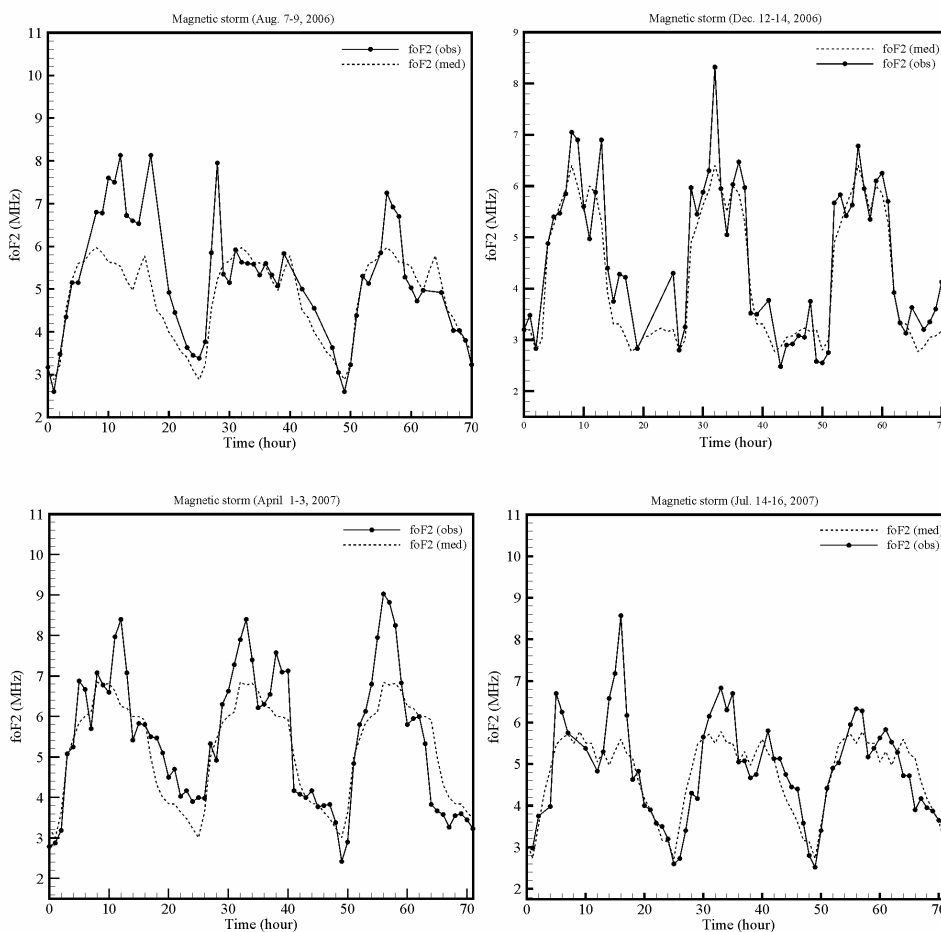 Magnetic storm (Aug. 7-9, 2006)
foF2 (obs)
foF2 (med)
foF2 (MHz)
11
10
9
8
7
6
5
4
3
2
0 10 20 30 40 50 60 70
Time (hour)
Magnetic storm (Dec. 12-14, 2006)
foF2 (med)
foF2 (obs)
foF2 (MHz)
9
8
7
6
5
4
3
2
0 10 20 30 40 50 60 70
Time (hour)
Magnetic storm (April 1-3, 2007)
foF2 (obs)
foF2 (med)
foF2 (MHz)
11
10
9
8
7
6
5
4
3
2
0 10 20 30 40 50 60 70
Time (hour)
Magnetic storm (Jul. 14-16, 2007)
foF2 (med)
foF2 (obs)
foF2 (MHz)
11
10
9
8
7
6
5
4
3
2
0 10 20 30 40 50 60 70
Time (hour)